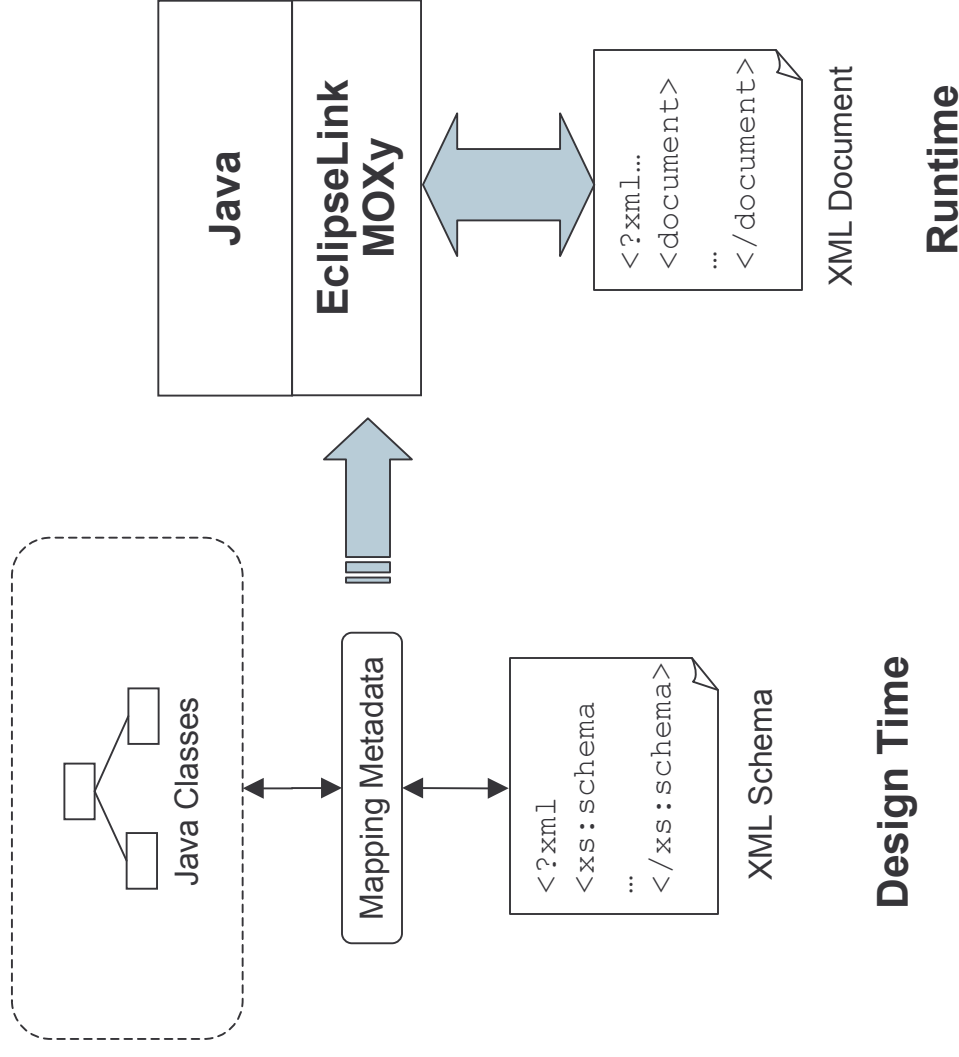 Java Classes
Mapping Metadata
<?xml
<xs:schema
…
</xs:schema>
XML Schema
Design Time
Java
EclipseLink
MOXy
<?xml…
<document>
…
</document>
XML Document
Runtime